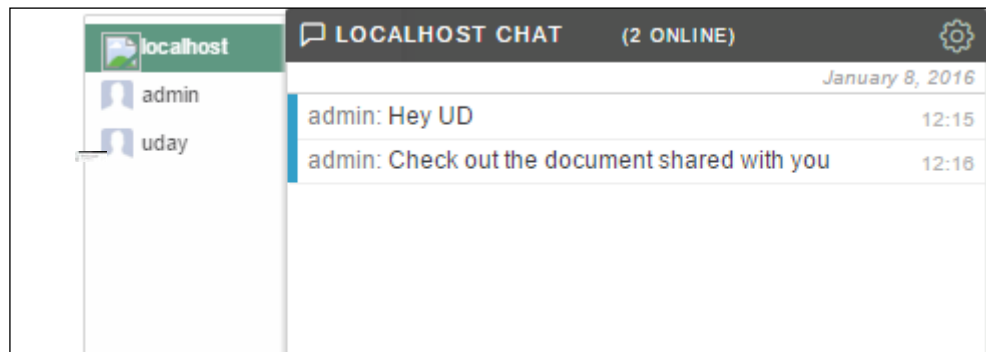 localhost
admin
uday
LOCALHOST CHAT (2 ONLINE)
January 8, 2016
admin: Hey UD 12:15
admin: Check out the document shared with you 12:16